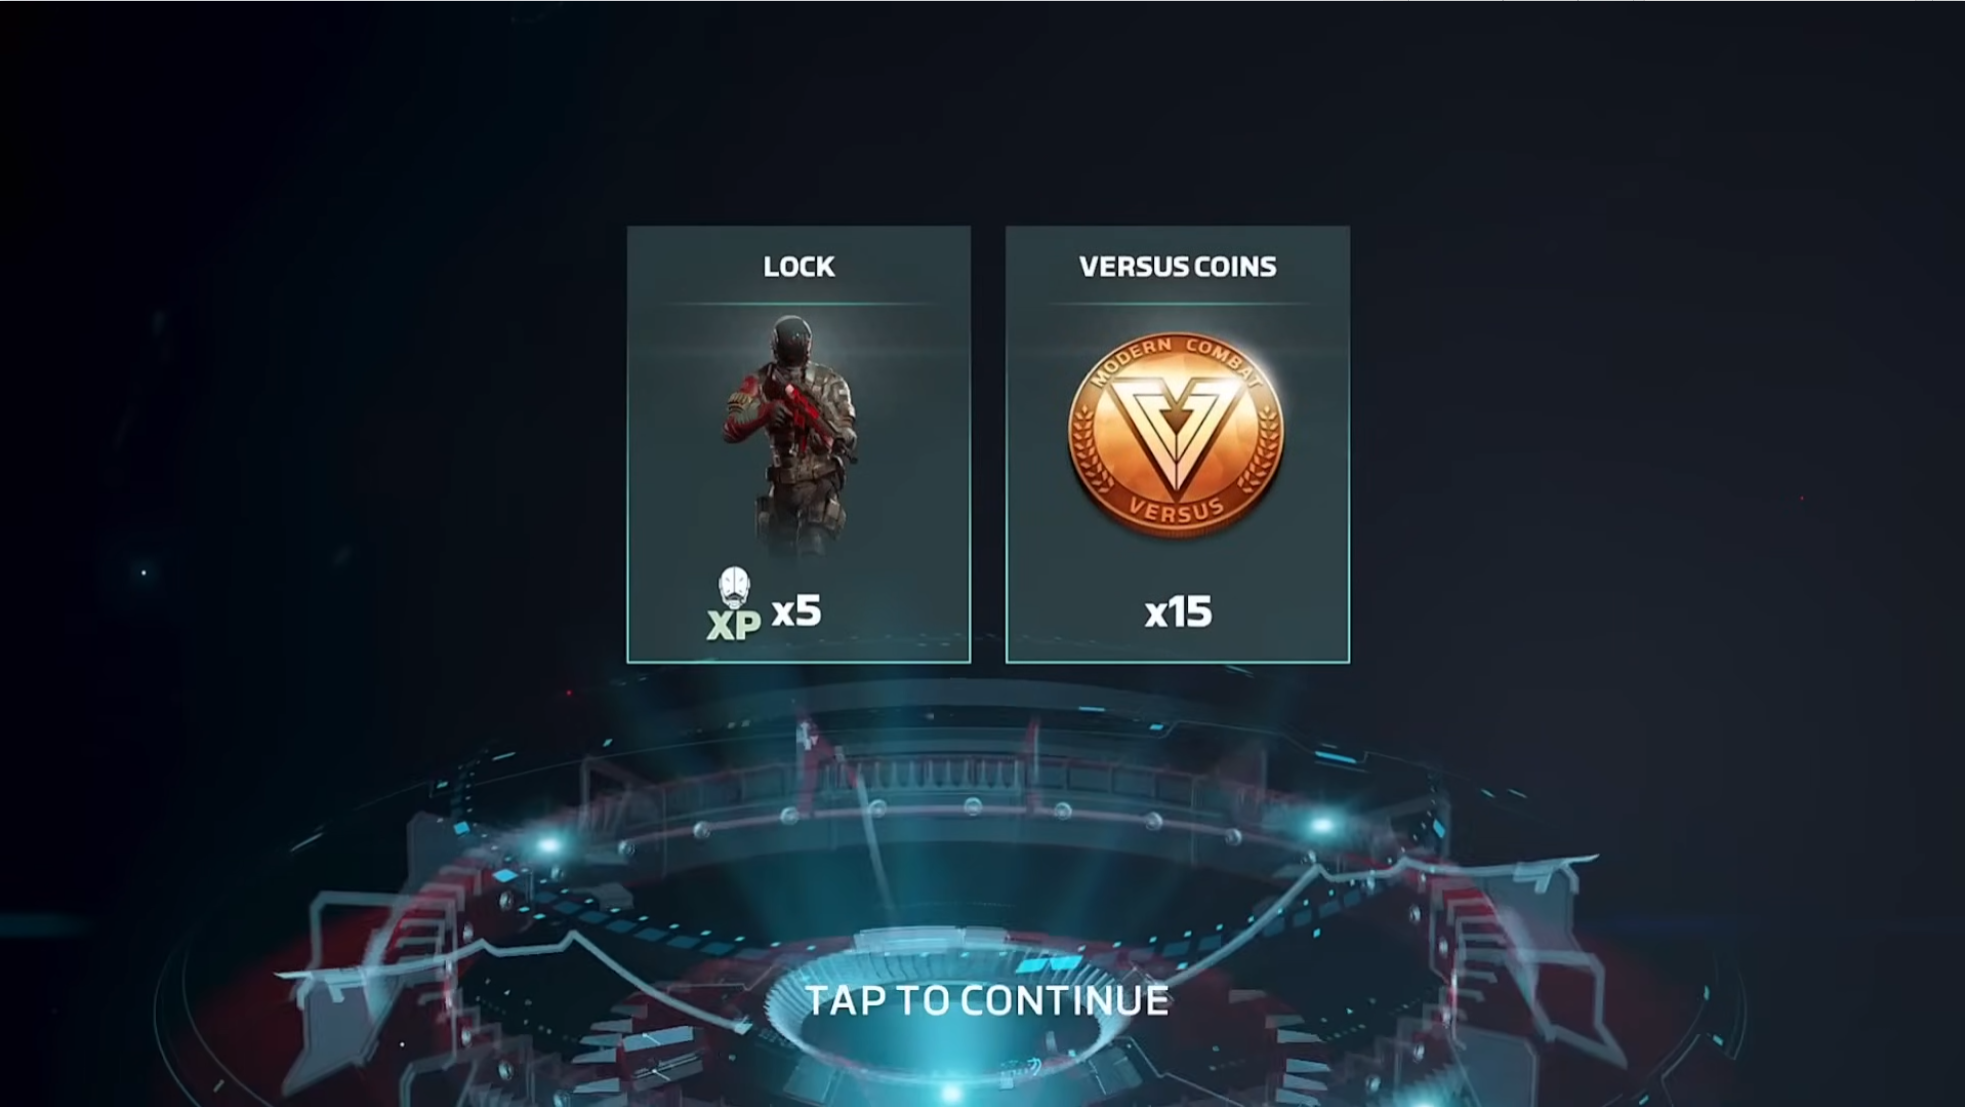 LOCK
VERSUS COINS
MODERN COMBAT
VERSUS
XP x5
x15
TAP TO CONTINUE